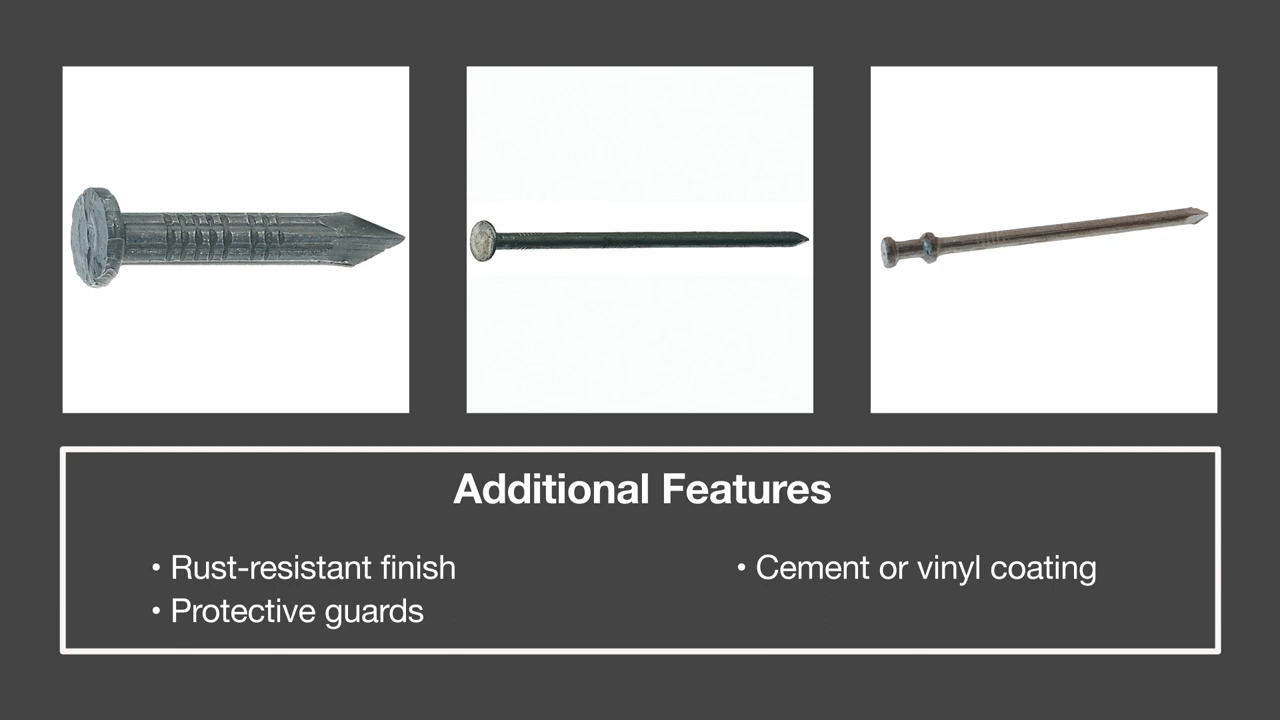 Additional Features
• Rust-resistant finish
• Protective guards
• Cement or vinyl coating